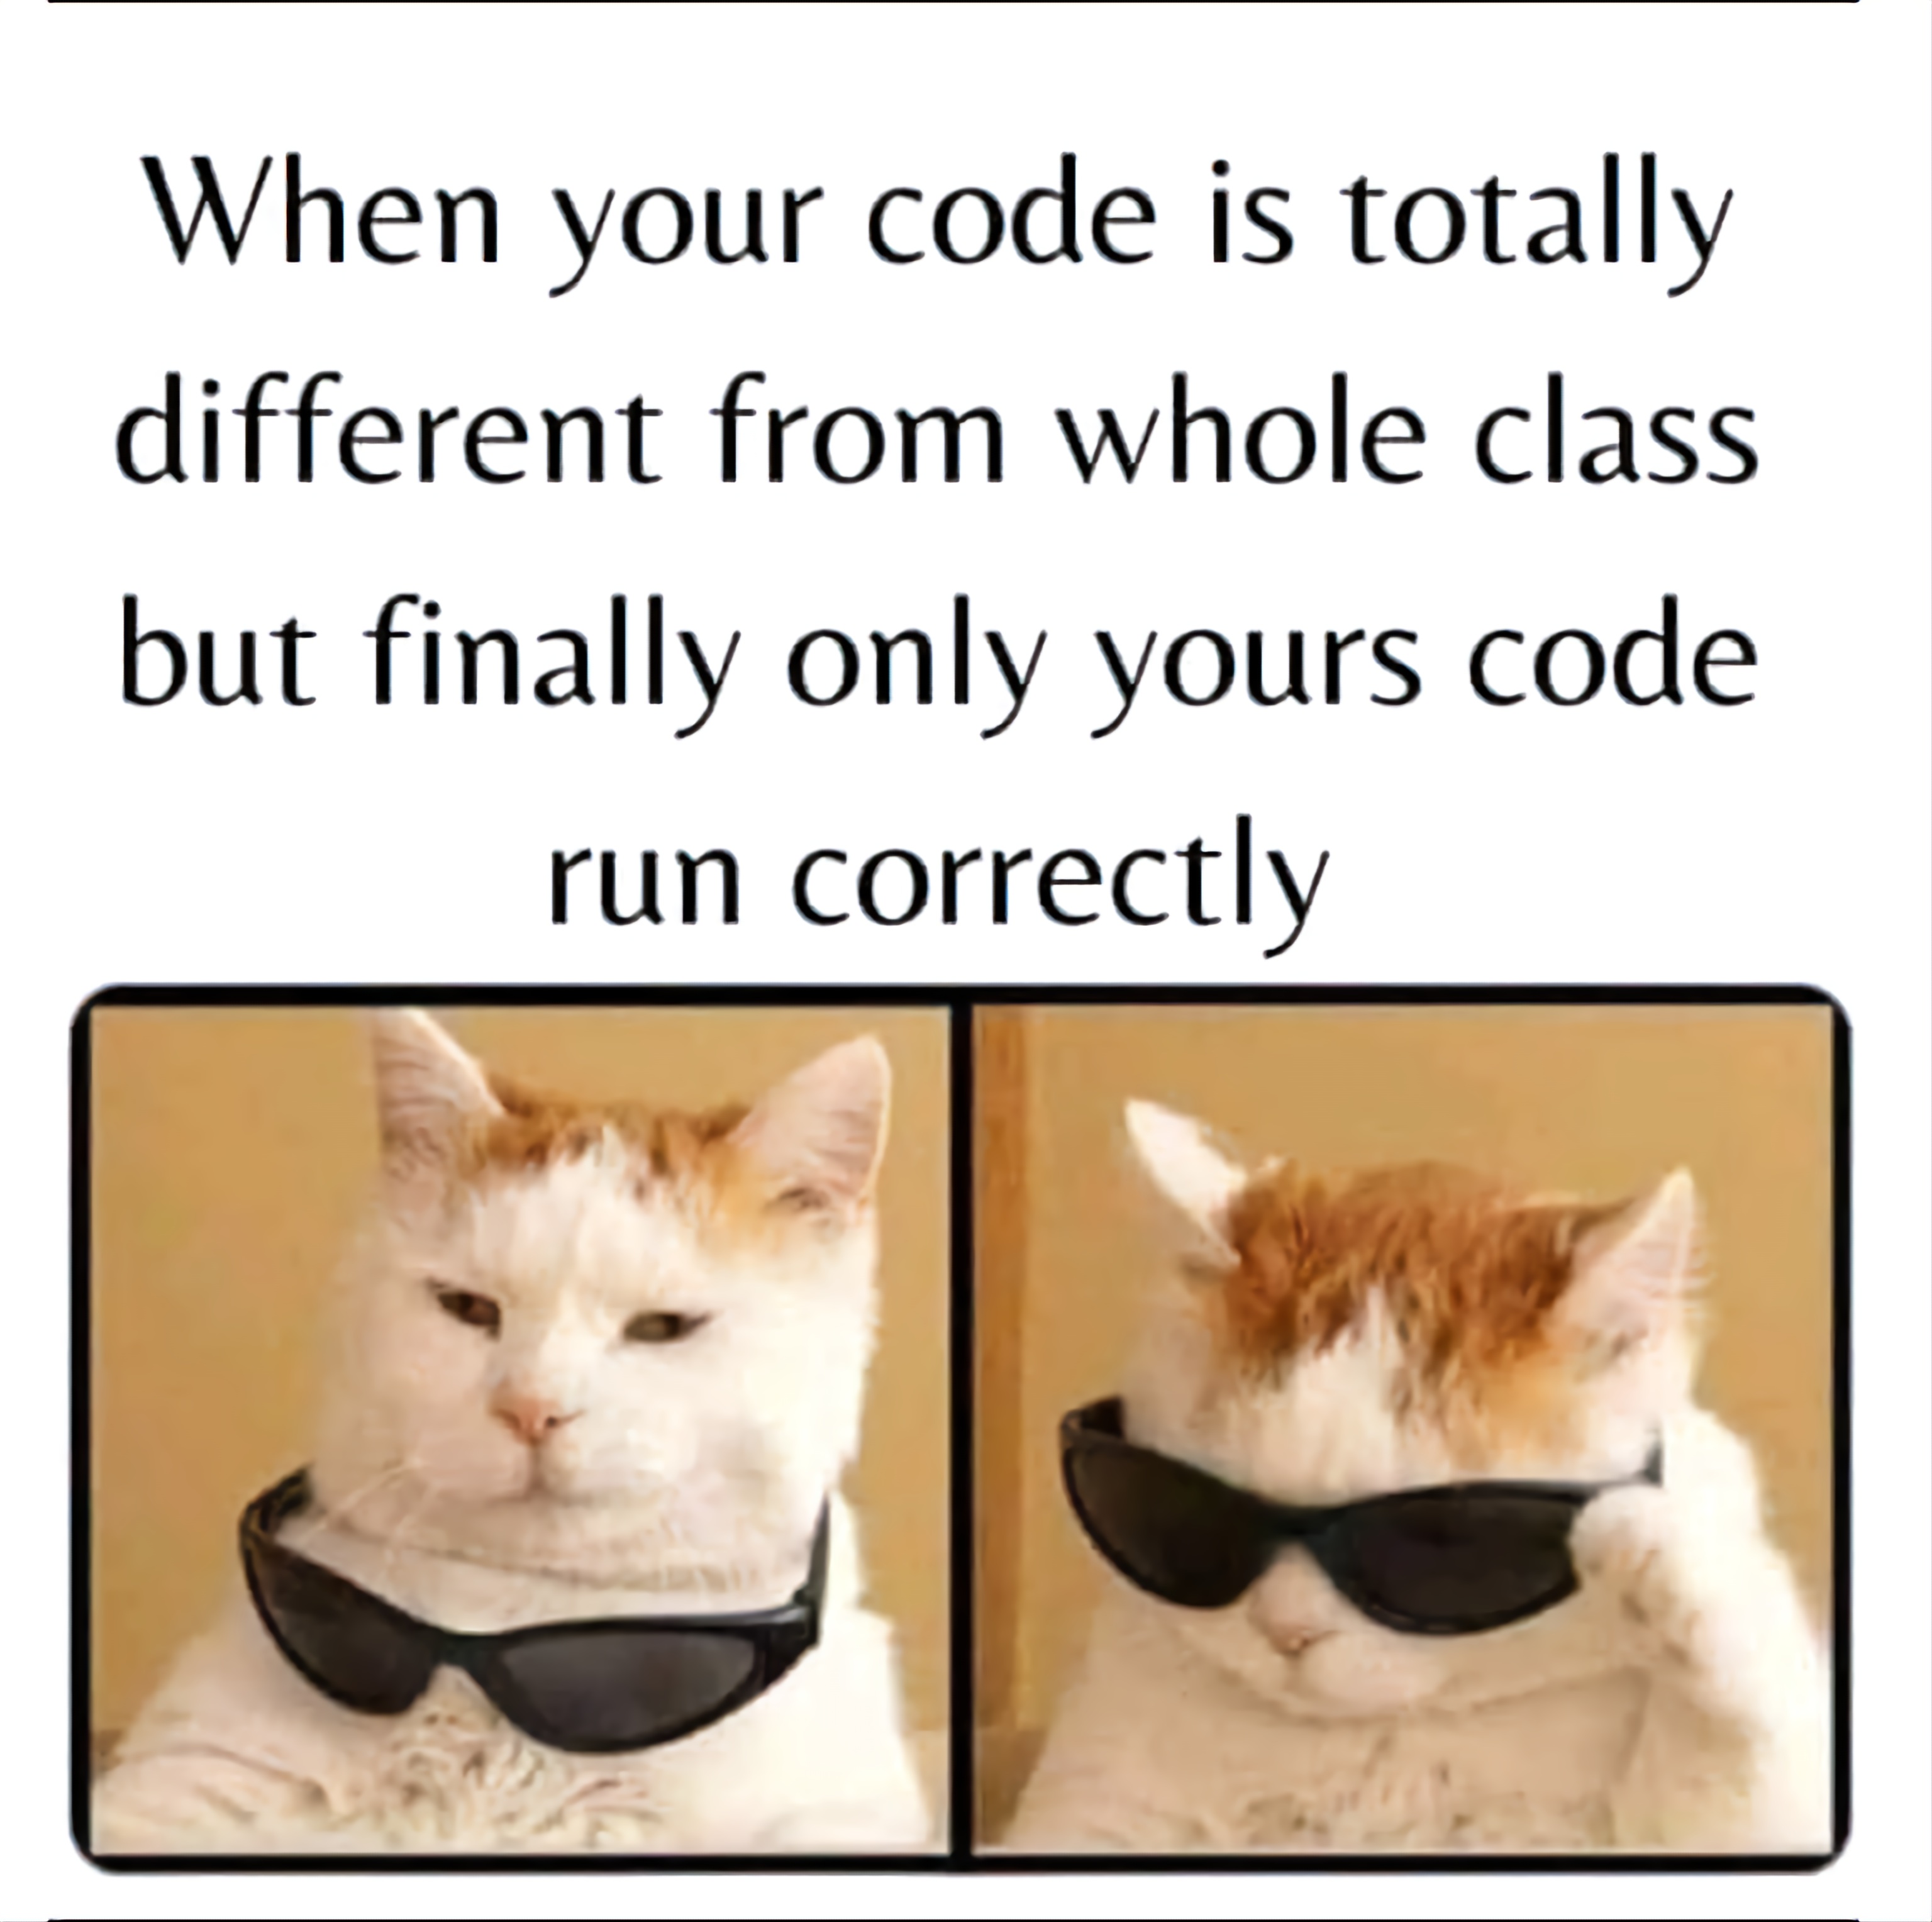 When your code is totally
different from whole class
but finally only yours code
run correctly